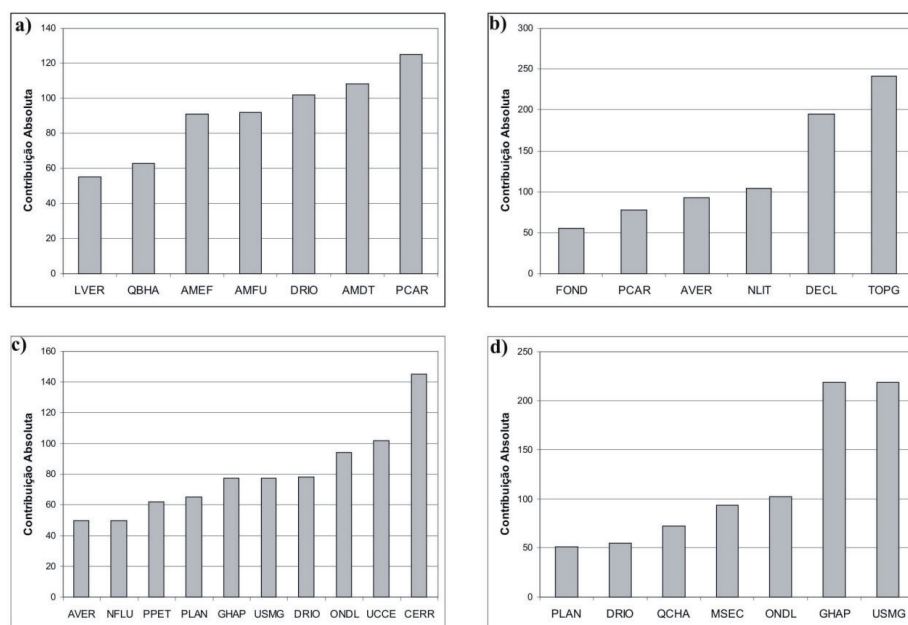 a)
Contribuição Absoluta
140
120
100
80
60
40
20
0
LVER QBHA AMEF AMFU DRIO AMDT PCAR
b)
Contribuição Absoluta
300
250
200
150
100
50
0
FOND PCAR AVER NLIT DECL TOPG
c)
Contribuição Absoluta
160
140
120
100
80
60
40
20
0
AVER NFLU PPET PLAN GHAP USMG DRIO ONDL UCCE CERR
d)
Contribuição Absoluta
250
200
150
100
50
0
PLAN DRIO QCHA MSEC ONDL GHAP USMG